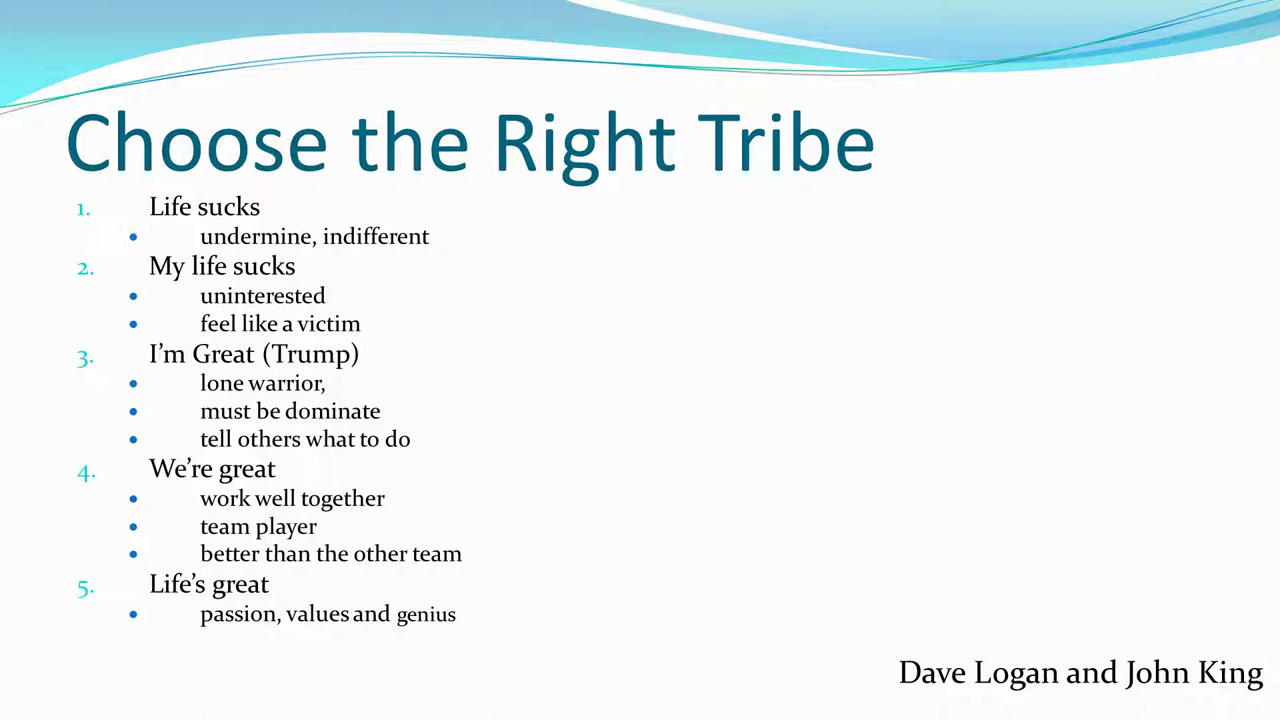 Choose the Right Tribe
1. Life sucks
• undermine, indifferent
2. My life sucks
• uninterested
• feel like a victim
3. I’m Great (Trump)
• lone warrior,
• must be dominate
• tell others what to do
4. We’re great
• work well together
• team player
• better than the other team
5. Life’s great
• passion, values and genius
Dave Logan and John King